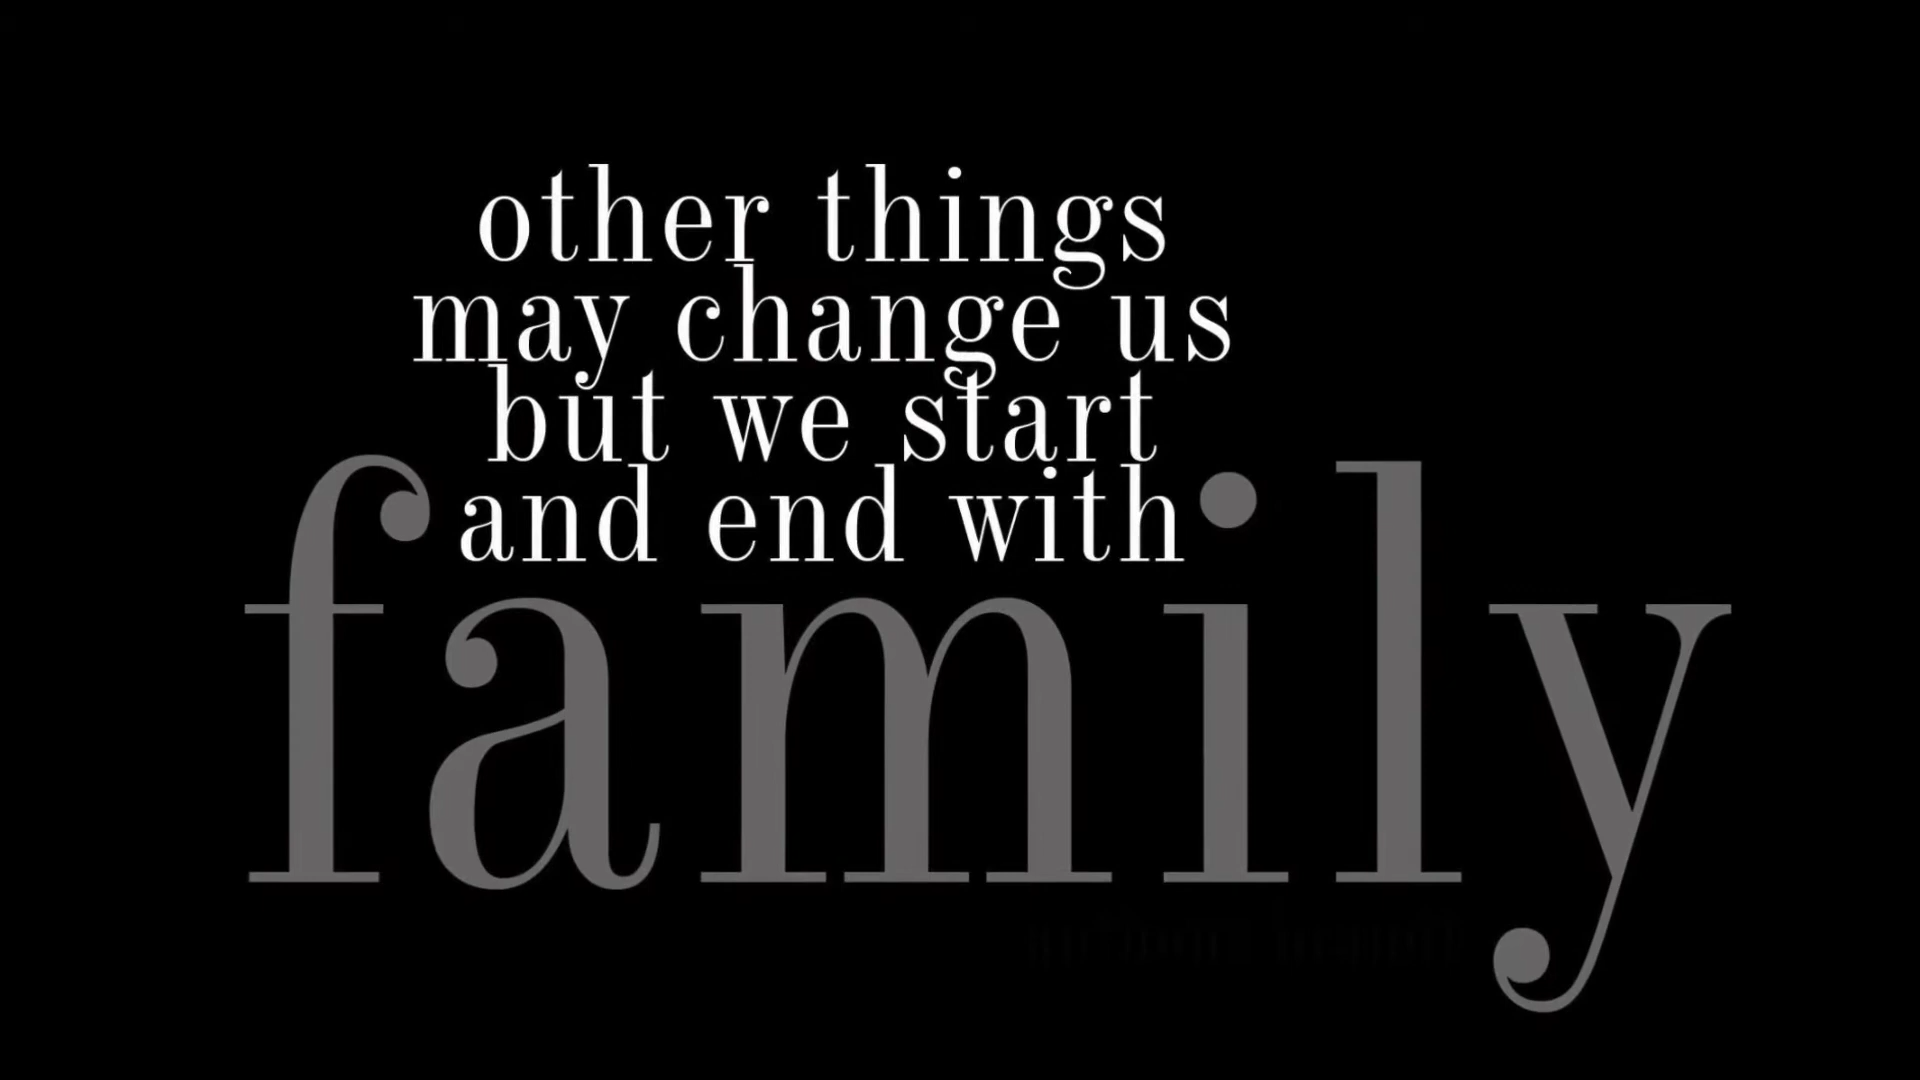 other things
may change us
but we start
and end with
family